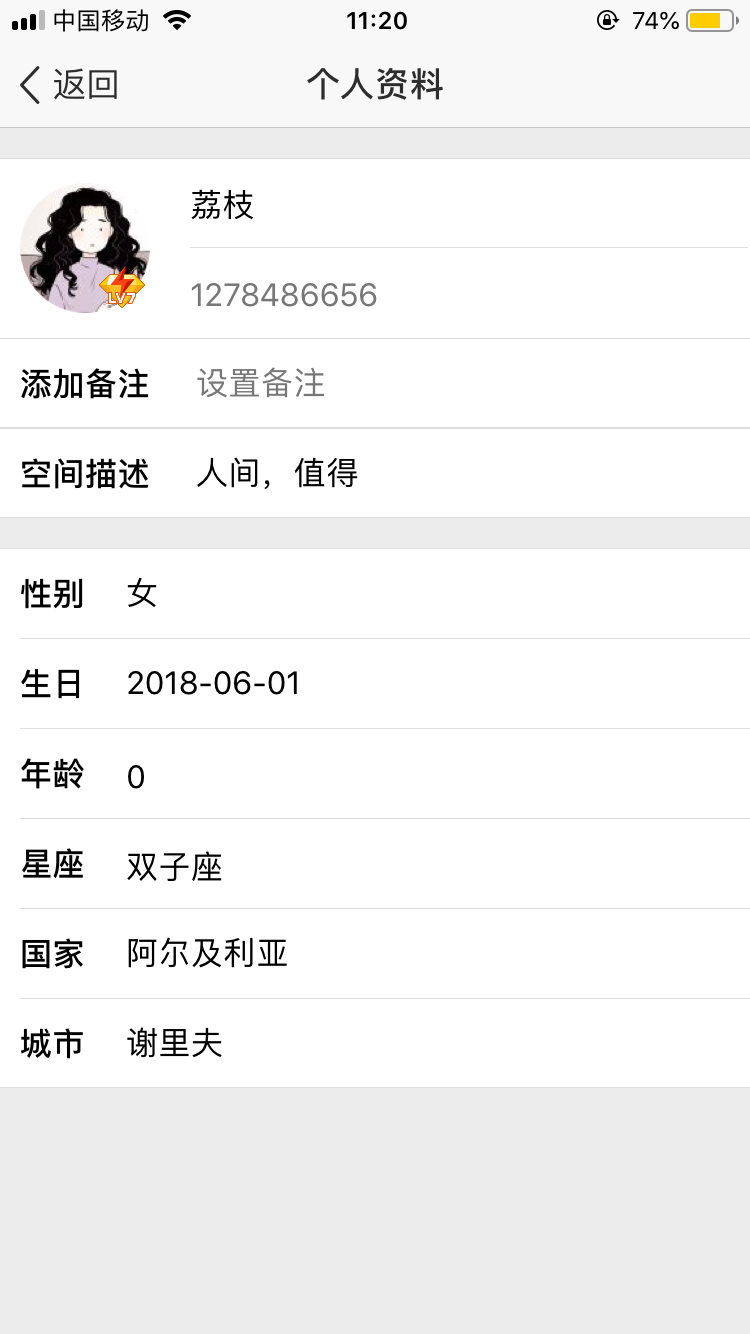 中国移动 11:20 74%
返回 个人资料
荔枝
LV7
1278486656
添加备注 设置备注
空间描述 人间，值得
性别 女
生日 2018-06-01
年龄 0
星座 双子座
国家 阿尔及利亚
城市 谢里夫